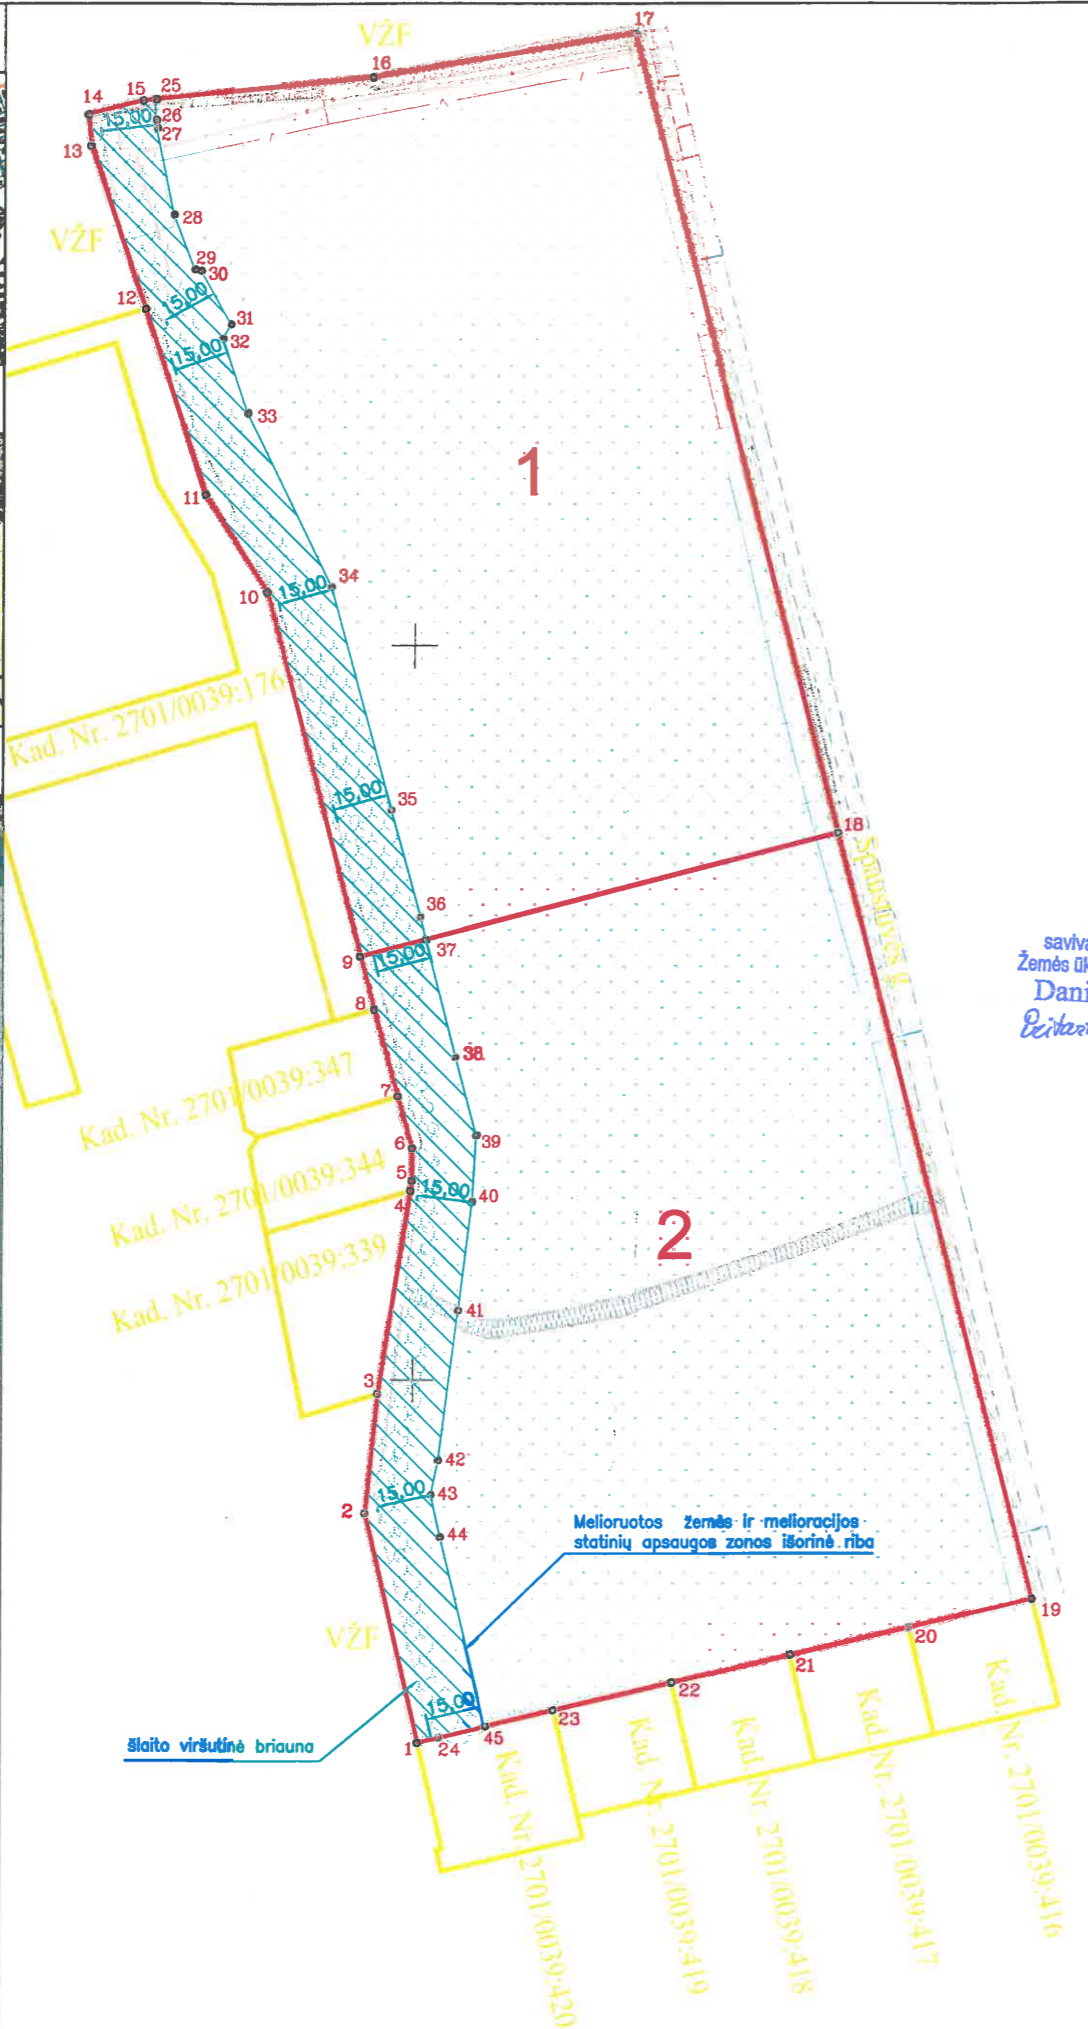 17
VŽF
16
14
15
25
15,00
26
27
13
28
VŽF
29
30
12
15,00
31
32
15,00
33
1
11
34
10
15,00
Kad. Nr. 2701/0039:176
15,00
35
18
Spaustuvės g.
36
37
9
15,00
saviva
Žemės ūk
Dani
8
38
Kad. Nr. 2701/0039:347
7
39
6
5
Kad. Nr. 2701/0039:344
15,00
40
4
2
Kad. Nr. 2701/0039:339
41
3
42
15,00
43
2
44
Melioruotos žemės ir melioracijos
statinių apsaugos zonos išorinė riba
19
20
VŽF
21
22
23
15,00
45
24
1
šlaito viršutinė briauna
Kad. Nr. 2701/0039:420
Kad. Nr. 2701/0039:419
Kad. Nr. 2701/0039:418
Kad. Nr. 2701/0039:417
Kad. Nr. 2701/0039:416